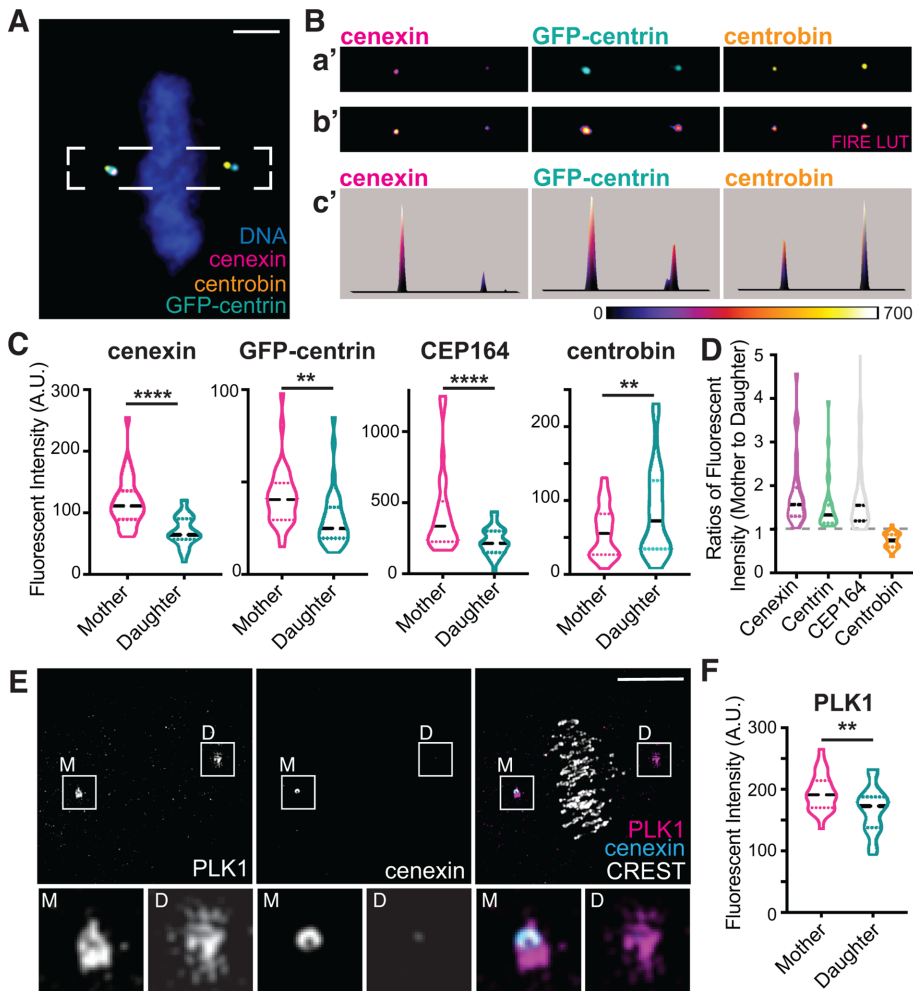 A
DNA
cenexin
centrobin
GFP-centrin
B
cenexin
GFP-centrin
centrobin
a’
b’
FIRE LUT
cenexin
GFP-centrin
centrobin
c’
0
700
C
cenexin
GFP-centrin
CEP164
centrobin
Fluorescent Intensity (A.U.)
300
200
100
0
****
Mother
Daughter
100
0
**
Mother
Daughter
1000
500
0
****
Mother
Daughter
250
200
150
100
50
0
**
Mother
Daughter
D
Ratios of Fluorescent
Inensity (Mother to Daughter)
5
4
3
2
1
0
Cenexin
Centrin
CEP164
Centrobin
E
M
D
PLK1
M
D
cenexin
M
D
PLK1
cenexin
CREST
M
D
M
D
M
D
F
PLK1
Fluorescent Intensity (A.U.)
300
200
100
0
**
Mother
Daughter